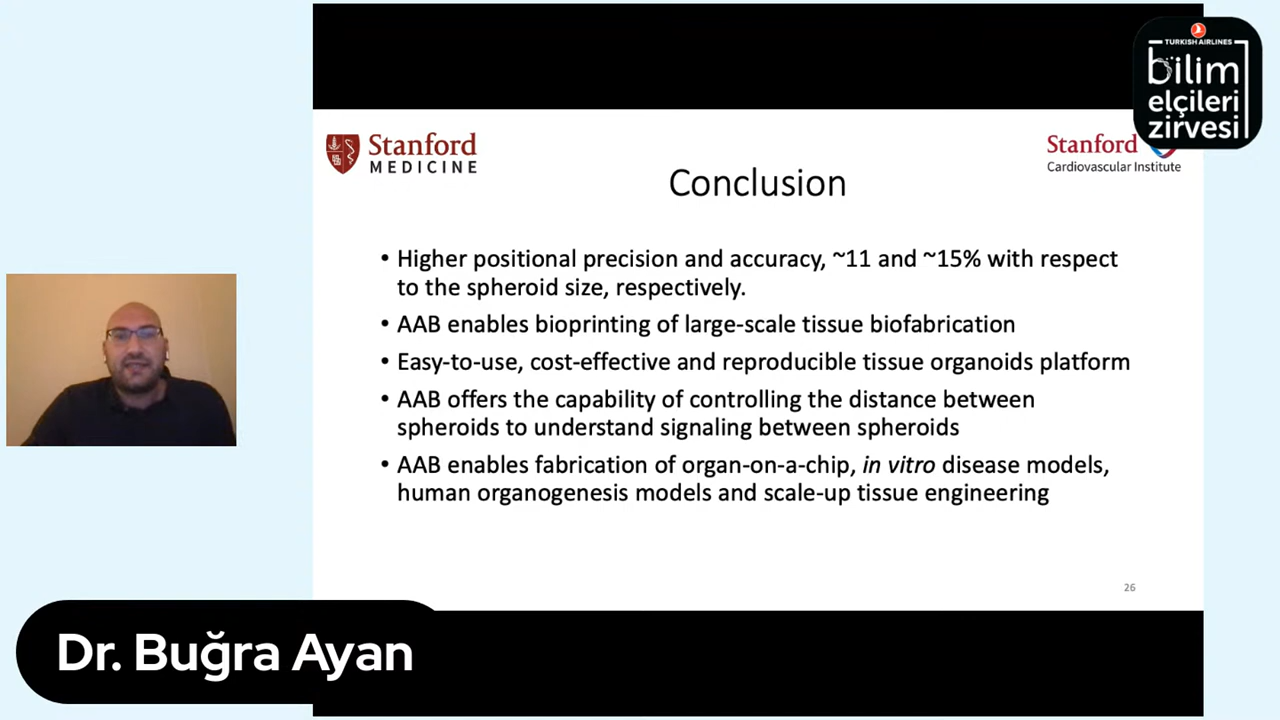 TURKISH AIRLINES
bilim
elçileri
zirvesi
Stanford
MEDICINE
Stanford
Cardiovascular Institute
Conclusion
• Higher positional precision and accuracy, ~11 and ~15% with respect
to the spheroid size, respectively.
• AAB enables bioprinting of large-scale tissue biofabrication
• Easy-to-use, cost-effective and reproducible tissue organoids platform
• AAB offers the capability of controlling the distance between
spheroids to understand signaling between spheroids
• AAB enables fabrication of organ-on-a-chip, in vitro disease models,
human organogenesis models and scale-up tissue engineering
26
Dr. Buğra Ayan